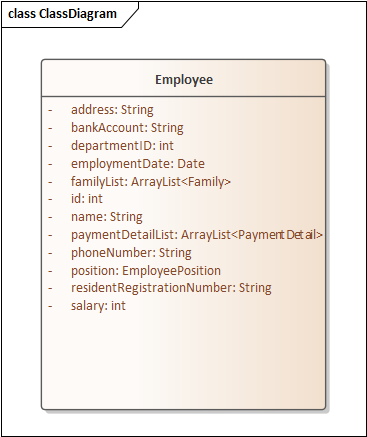 class ClassDiagram
Employee
- address: String
- bankAccount: String
- departmentID: int
- employmentDate: Date
- familyList: ArrayList<Family>
- id: int
- name: String
- paymentDetailList: ArrayList<PaymentDetail>
- phoneNumber: String
- position: EmployeePosition
- residentRegistrationNumber: String
- salary: int